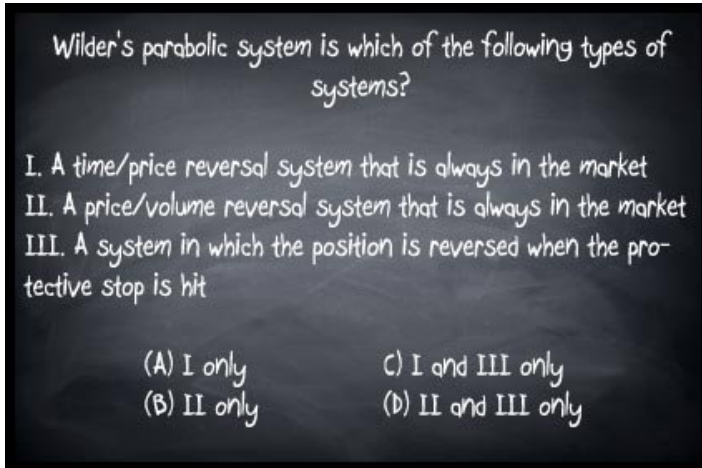 Wilder's parabolic system is which of the following types of
systems?
I. A time/price reversal system that is always in the market
II. A price/volume reversal system that is always in the market
III. A system in which the position is reversed when the pro-
tective stop is hit
(A) I only C) I and III only
(B) II only (D) II and III only